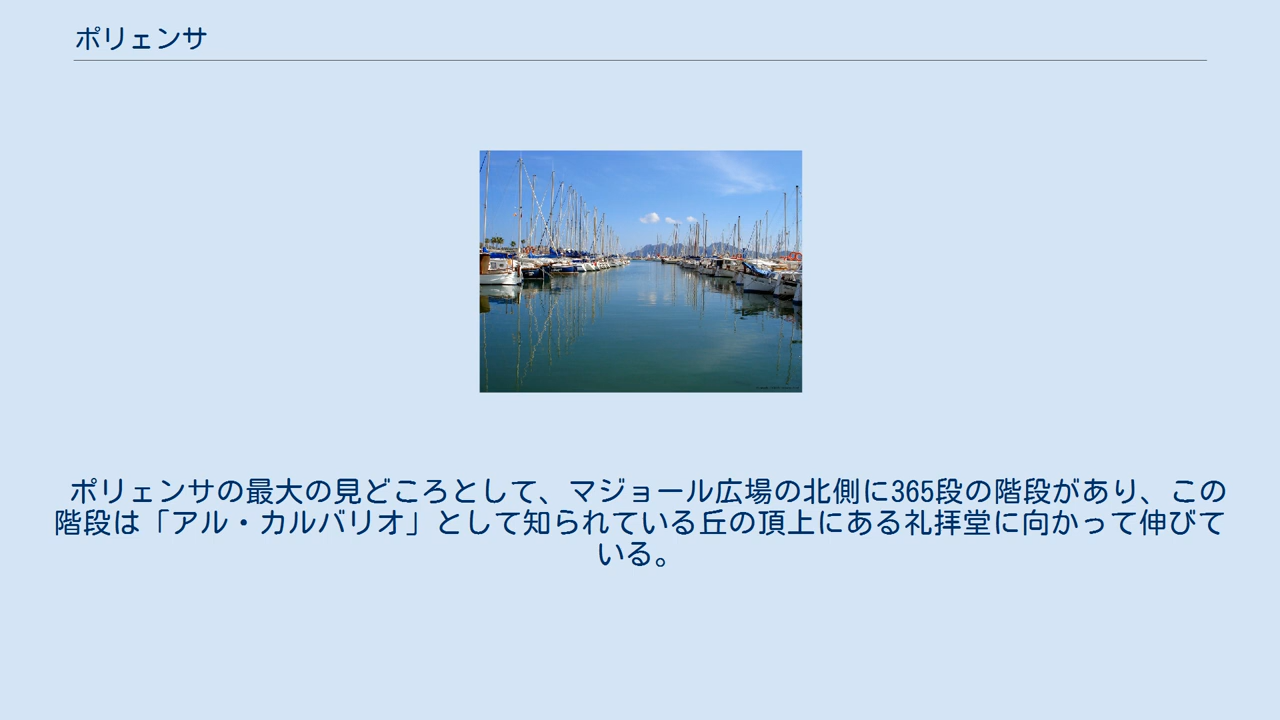 ポリェンサ
ポリェンサの最大の見どころとして、マジョール広場の北側に365段の階段があり、この
階段は「アル・カルバリオ」として知られている丘の頂上にある礼拝堂に向かって伸びて
いる。